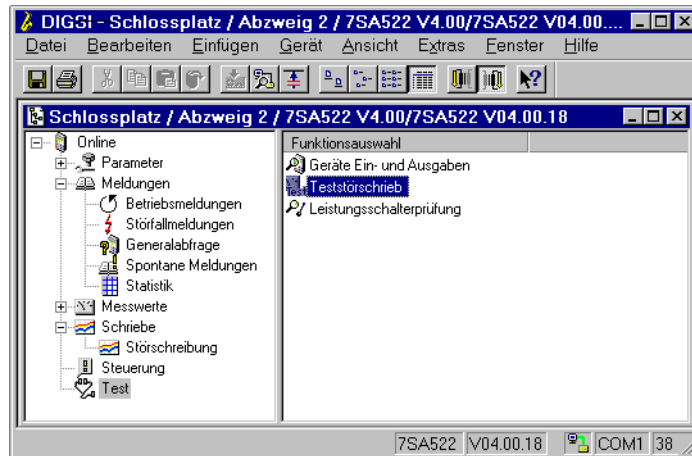 DIGSI - Schlossplatz / Abzweig 2 / 7SA522 V4.00/7SA522 V04.00....
Datei Bearbeiten Einfügen Gerät Ansicht Extras Fenster Hilfe
Schlossplatz / Abzweig 2 / 7SA522 V4.00/7SA522 V04.00.18
Online
Parameter
Meldungen
Betriebsmeldungen
Störfallmeldungen
Generalabfrage
Spontane Meldungen
Statistik
Messwerte
Schriebe
Störschreibung
Steuerung
Test
Funktionsauswahl
Geräte Ein- und Ausgaben
Test Teststörschrieb
Leistungsschalterprüfung
7SA522 V04.00.18 COM1 38